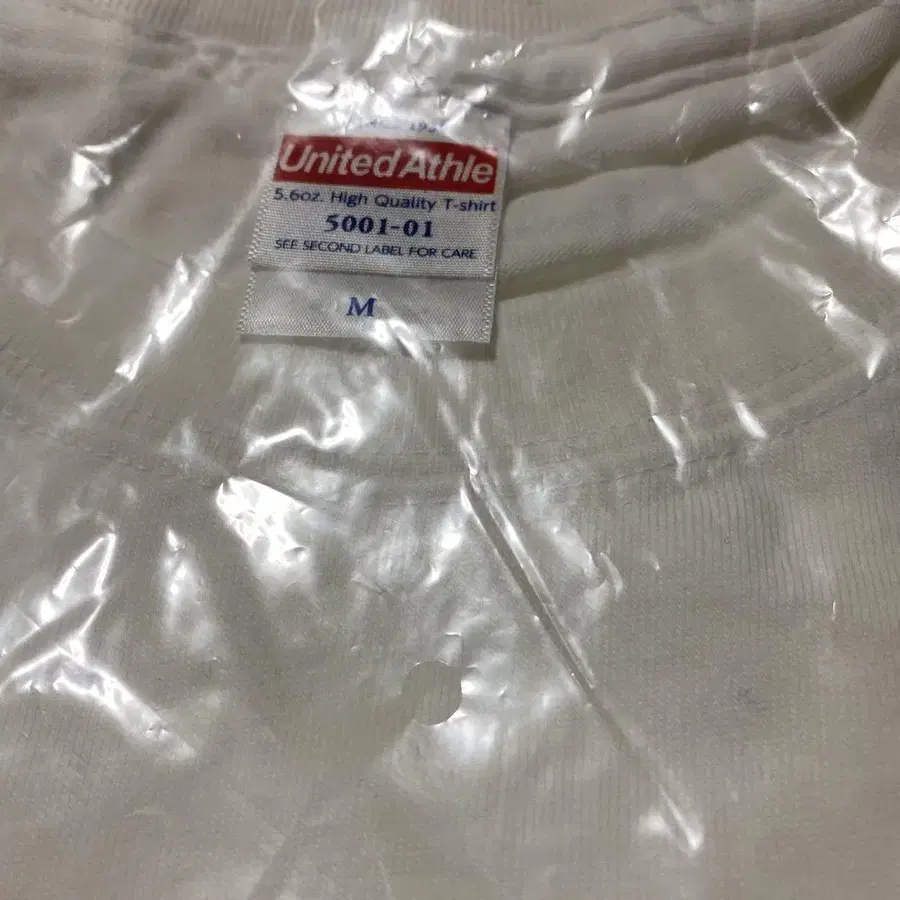 United Athle
5.6oz. High Quality T-shirt
5001-01
SEE SECOND LABEL FOR CARE
M